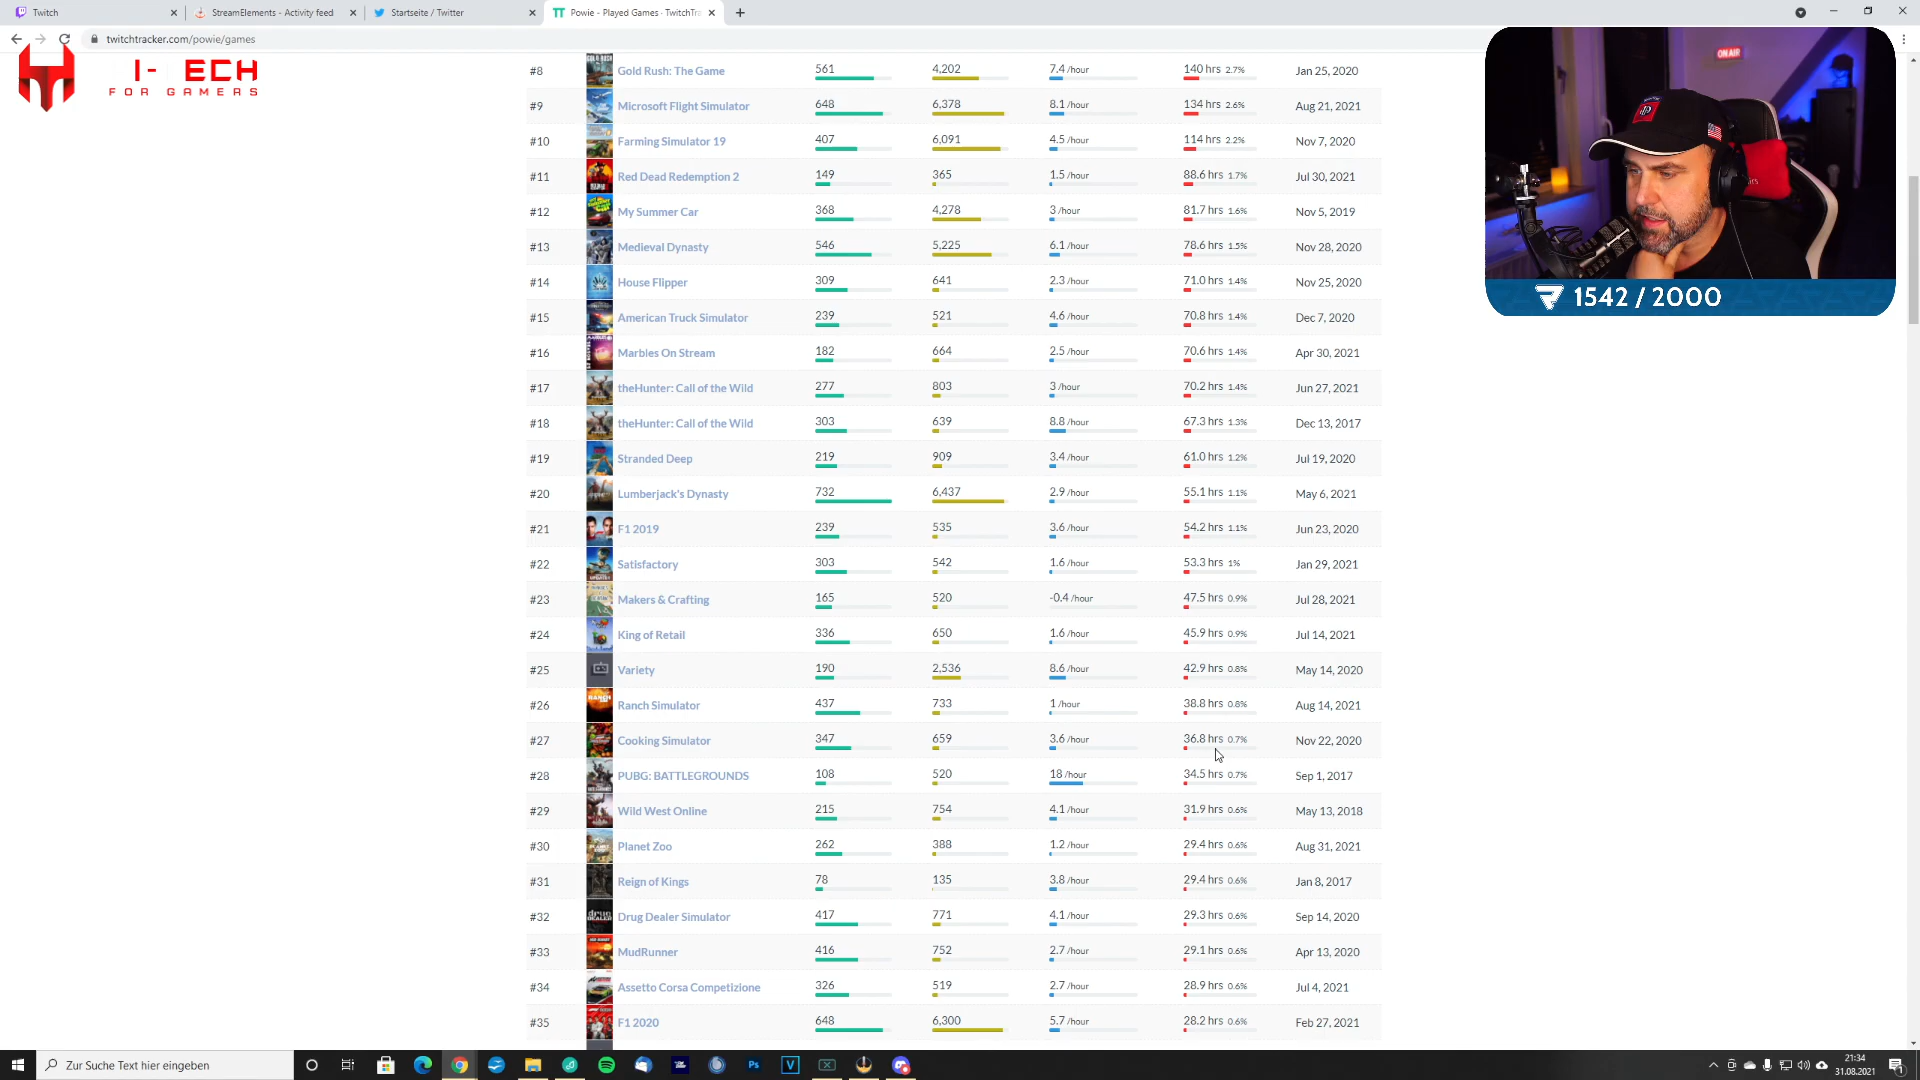 Twitch
StreamElements - Activity feed
Startseite / Twitter
Powie - Played Games - TwitchTra
twitchtracker.com/powie/games
I- ECH
FOR GAMERS
ON AIR
1542 / 2000
#8 Gold Rush: The Game 561 4,202 7.4 /hour 140 hrs 2.7% Jan 25, 2020
#9 Microsoft Flight Simulator 648 6,378 8.1 /hour 134 hrs 2.6% Aug 21, 2021
#10 Farming Simulator 19 407 6,091 4.5 /hour 114 hrs 2.2% Nov 7, 2020
#11 Red Dead Redemption 2 149 365 1.5 /hour 88.6 hrs 1.7% Jul 30, 2021
#12 My Summer Car 368 4,278 3 /hour 81.7 hrs 1.6% Nov 5, 2019
#13 Medieval Dynasty 546 5,225 6.1 /hour 78.6 hrs 1.5% Nov 28, 2020
#14 House Flipper 309 641 2.3 /hour 71.0 hrs 1.4% Nov 25, 2020
#15 American Truck Simulator 239 521 4.6 /hour 70.8 hrs 1.4% Dec 7, 2020
#16 Marbles On Stream 182 664 2.5 /hour 70.6 hrs 1.4% Apr 30, 2021
#17 theHunter: Call of the Wild 277 803 3 /hour 70.2 hrs 1.4% Jun 27, 2021
#18 theHunter: Call of the Wild 303 639 8.8 /hour 67.3 hrs 1.3% Dec 13, 2017
#19 Stranded Deep 219 909 3.4 /hour 61.0 hrs 1.2% Jul 19, 2020
#20 Lumberjack's Dynasty 732 6,437 2.9 /hour 55.1 hrs 1.1% May 6, 2021
#21 F1 2019 239 535 3.6 /hour 54.2 hrs 1.1% Jun 23, 2020
#22 Satisfactory 303 542 1.6 /hour 53.3 hrs 1% Jan 29, 2021
#23 Makers & Crafting 165 520 -0.4 /hour 47.5 hrs 0.9% Jul 28, 2021
#24 King of Retail 336 650 1.6 /hour 45.9 hrs 0.9% Jul 14, 2021
#25 Variety 190 2,536 8.6 /hour 42.9 hrs 0.8% May 14, 2020
#26 Ranch Simulator 437 733 1 /hour 38.8 hrs 0.8% Aug 14, 2021
#27 Cooking Simulator 347 659 3.6 /hour 36.8 hrs 0.7% Nov 22, 2020
#28 PUBG: BATTLEGROUNDS 108 520 18 /hour 34.5 hrs 0.7% Sep 1, 2017
#29 Wild West Online 215 754 4.1 /hour 31.9 hrs 0.6% May 13, 2018
#30 Planet Zoo 262 388 1.2 /hour 29.4 hrs 0.6% Aug 31, 2021
#31 Reign of Kings 78 135 3.8 /hour 29.4 hrs 0.6% Jan 8, 2017
#32 Drug Dealer Simulator 417 771 4.1 /hour 29.3 hrs 0.6% Sep 14, 2020
#33 MudRunner 416 752 2.7 /hour 29.1 hrs 0.6% Apr 13, 2020
#34 Assetto Corsa Competizione 326 519 2.7 /hour 28.9 hrs 0.6% Jul 4, 2021
#35 F1 2020 648 6,300 5.7 /hour 28.2 hrs 0.6% Feb 27, 2021
Zur Suche Text hier eingeben
Ps
V
21:34
31.08.2021